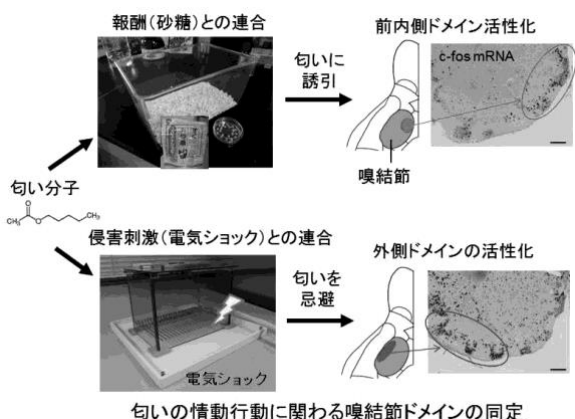 報酬（砂糖）との連合
前内側ドメイン活性化
匂いに
誘引
c-fos mRNA
嗅結節
匂い分子
CH₃
O
O
CH₃
侵害刺激（電気ショック）との連合
外側ドメインの活性化
匂いを
忌避
電気ショック
匂いの情動行動に関わる嗅結節ドメインの同定